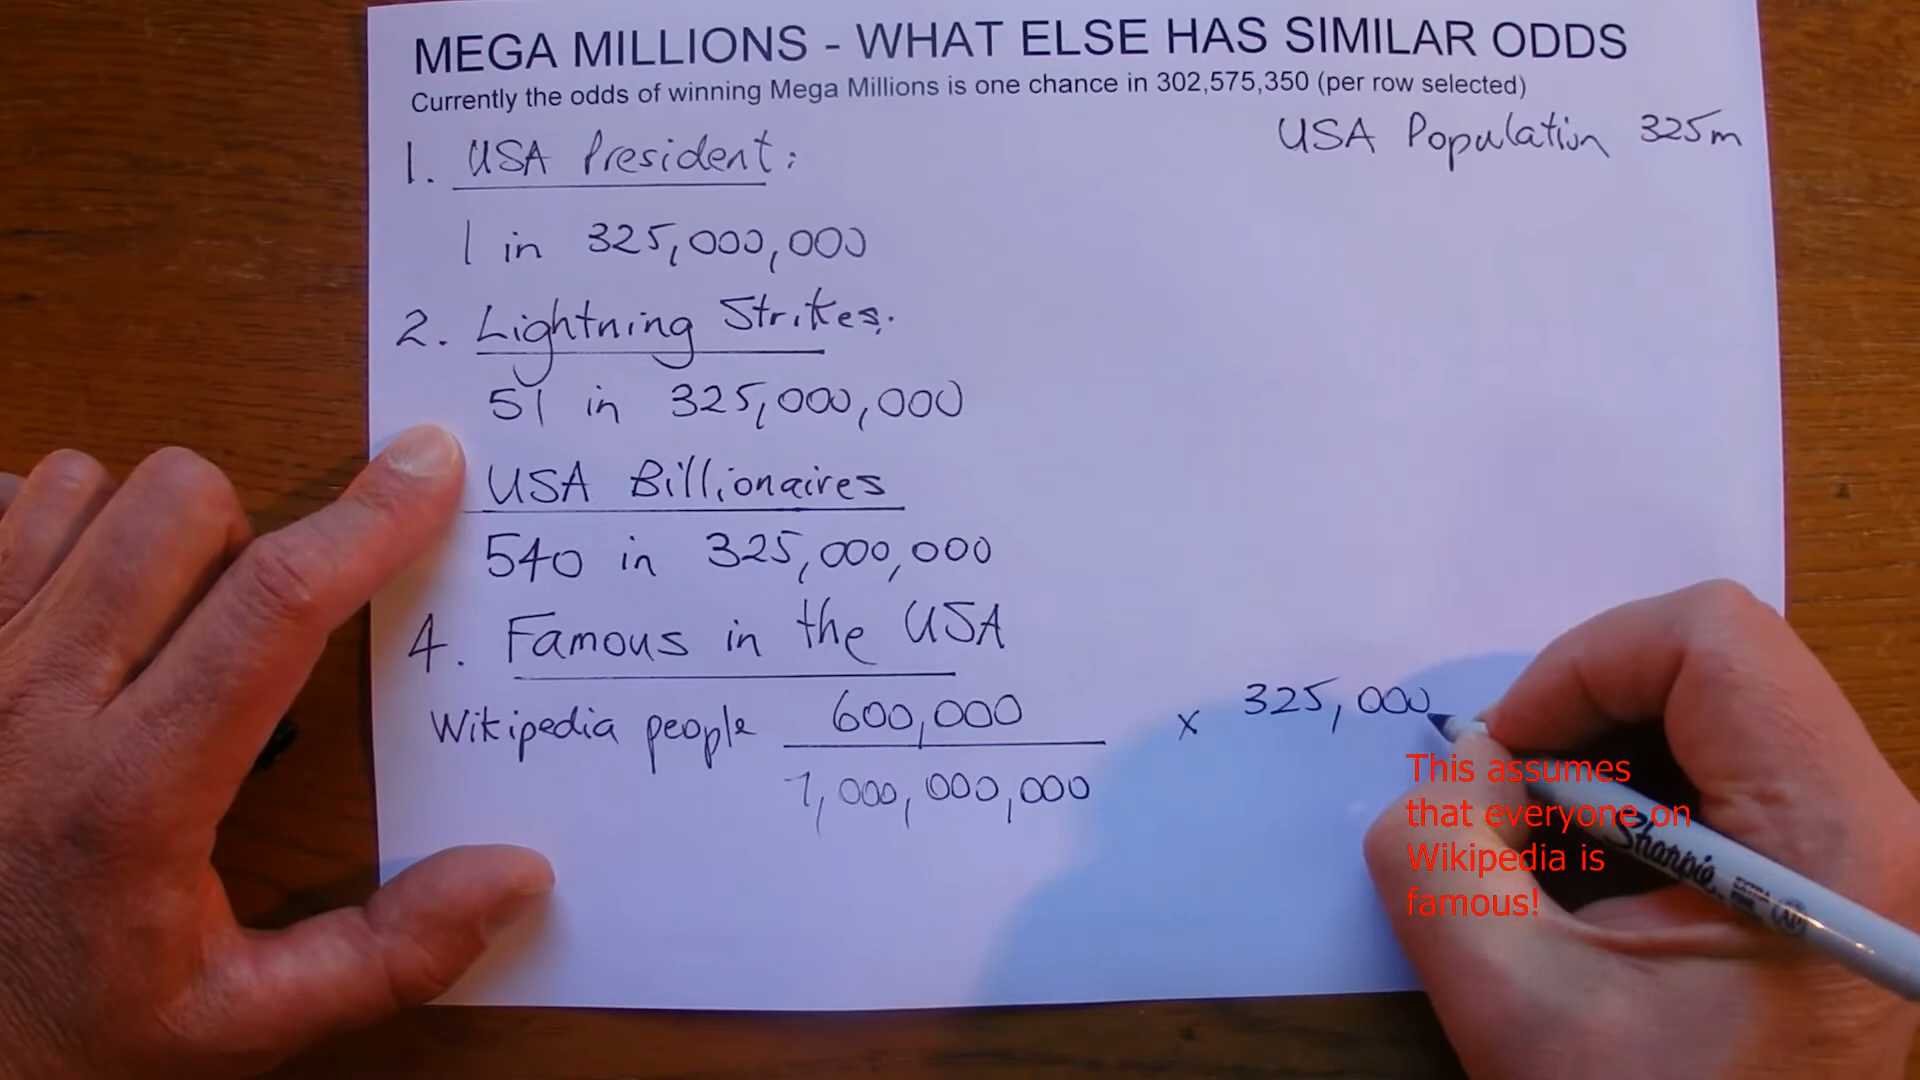 MEGA MILLIONS - WHAT ELSE HAS SIMILAR ODDS
Currently the odds of winning Mega Millions is one chance in 302,575,350 (per row selected)
USA Population 325m
1. USA President:
1 in 325,000,000
2. Lightning Strikes.
51 in 325,000,000
USA Billionaires
540 in 325,000,000
4. Famous in the USA
Wikipedia people 600,000 x 325,000
7,000,000,000
This assumes
that everyone on
Wikipedia is
famous!
Sharpie